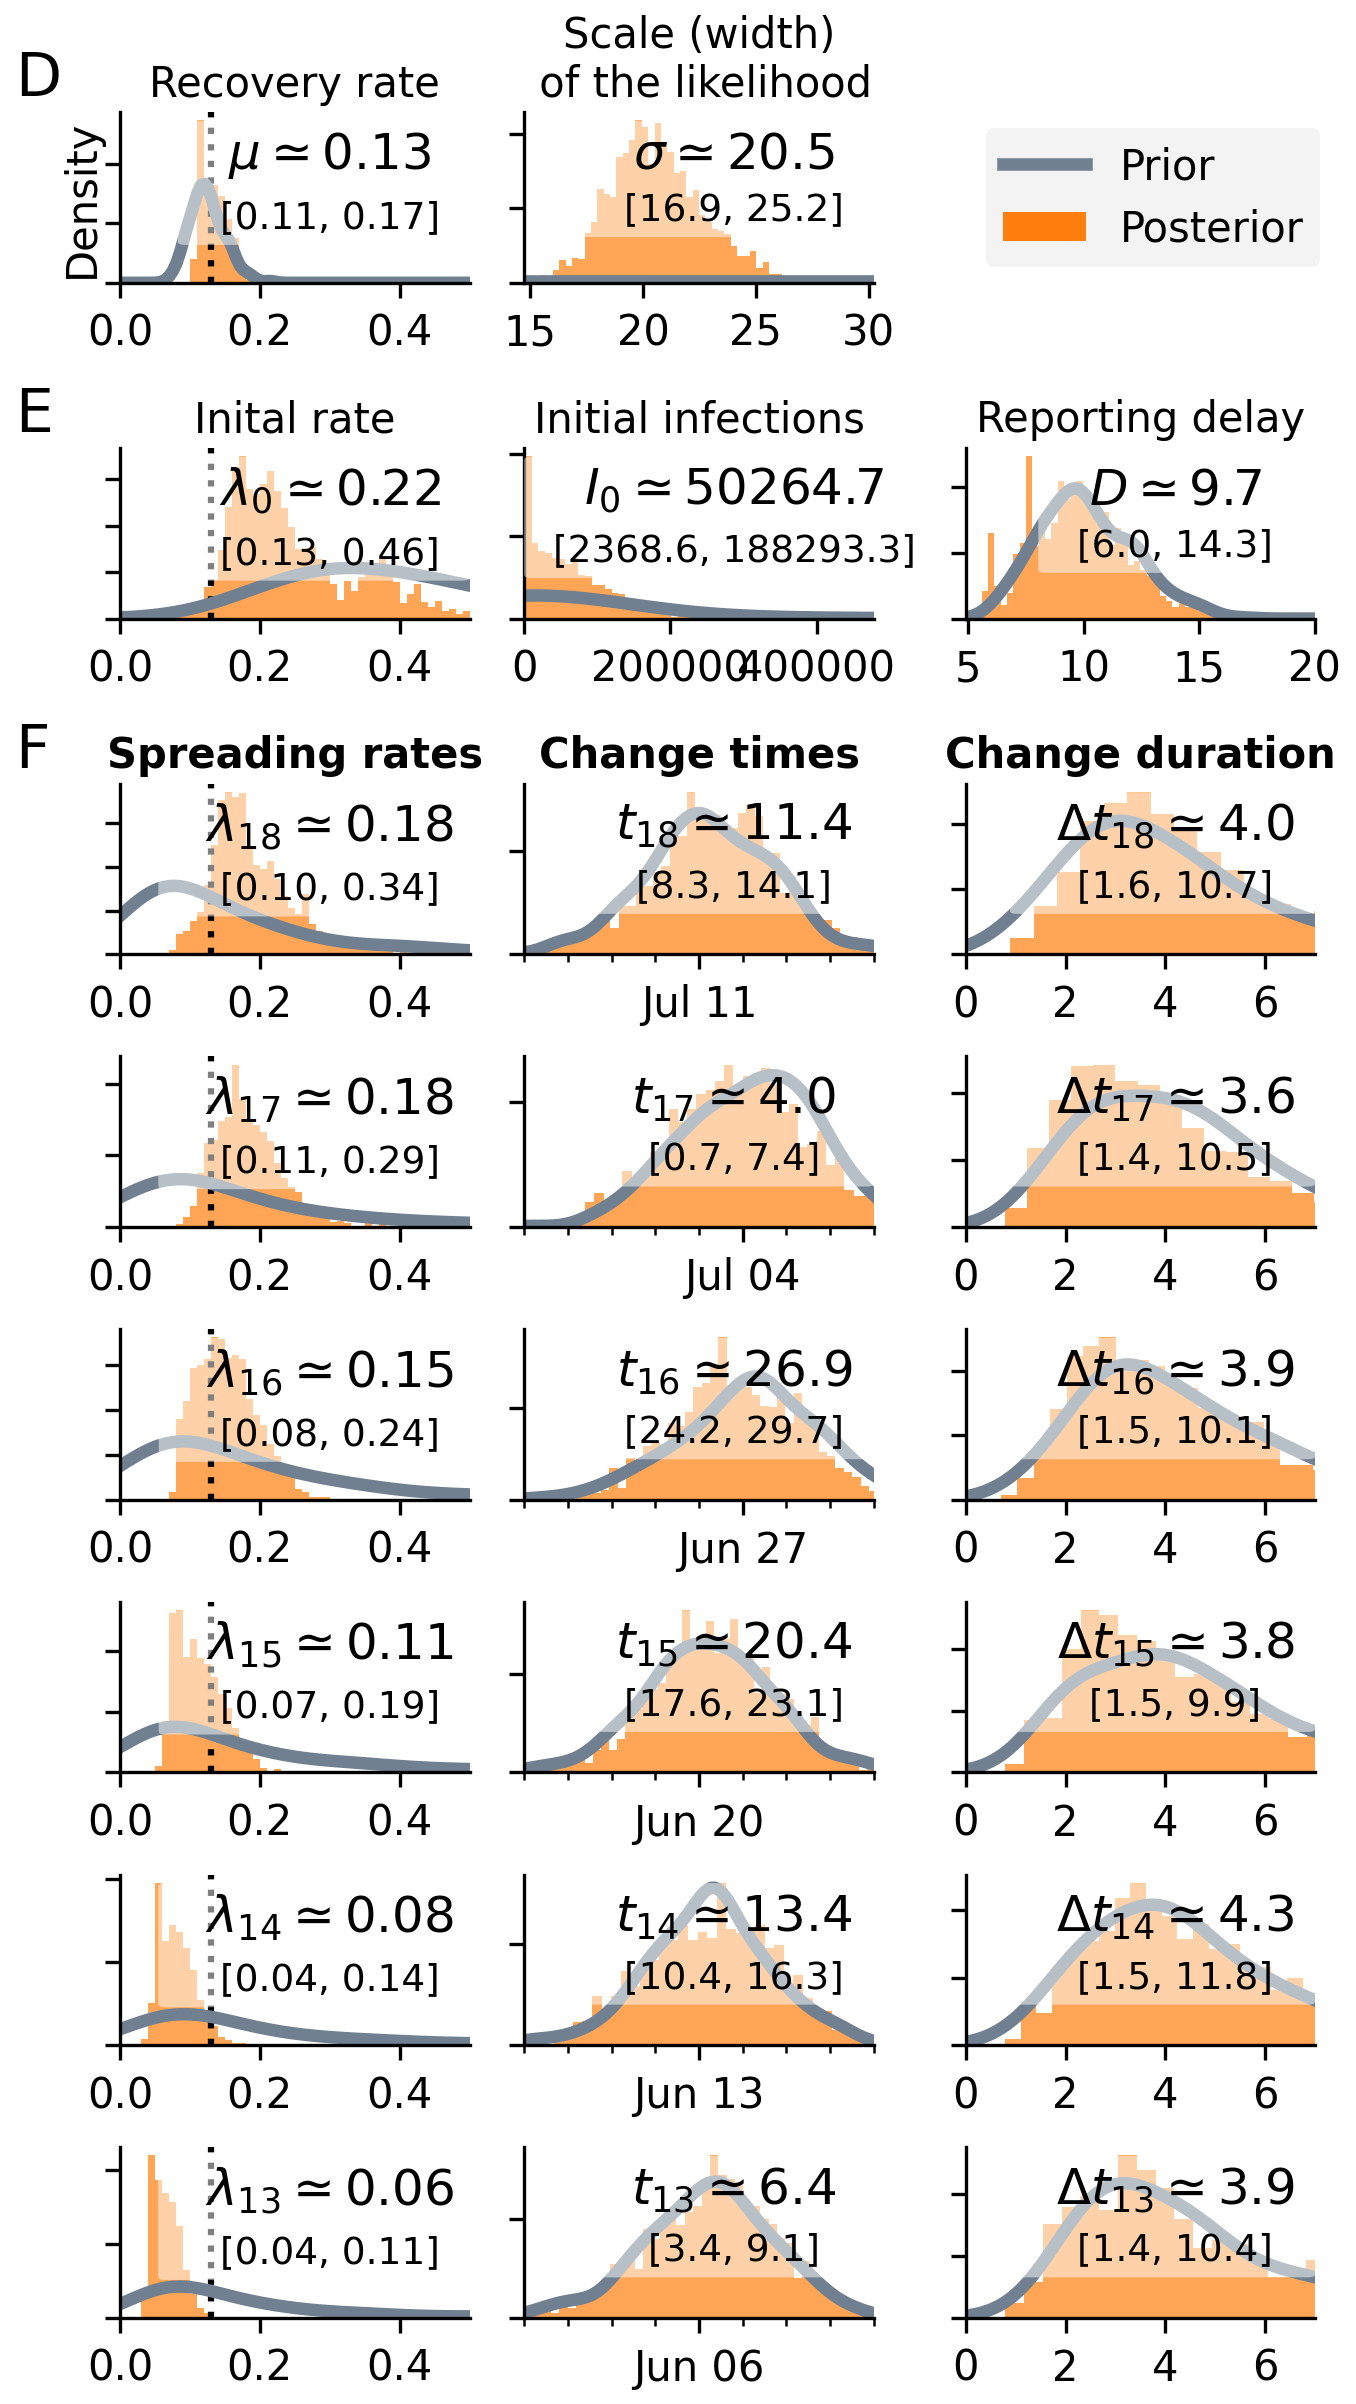 D
Recovery rate
Scale (width)
of the likelihood
Density
μ ≃ 0.13
[0.11, 0.17]
0.0 0.2 0.4
σ ≃ 20.5
[16.9, 25.2]
15 20 25 30
Prior
Posterior
E
Inital rate
λ0 ≃ 0.22
[0.13, 0.46]
0.0 0.2 0.4
Initial infections
I0 ≃ 50264.7
[2368.6, 188293.3]
0 200000 400000
Reporting delay
D ≃ 9.7
[6.0, 14.3]
5 10 15 20
F
Spreading rates
Change times
Change duration
λ18 ≃ 0.18
[0.10, 0.34]
0.0 0.2 0.4
t18 ≃ 11.4
[8.3, 14.1]
Jul 11
Δt18 ≃ 4.0
[1.6, 10.7]
0 2 4 6
λ17 ≃ 0.18
[0.11, 0.29]
0.0 0.2 0.4
t17 ≃ 4.0
[0.7, 7.4]
Jul 04
Δt17 ≃ 3.6
[1.4, 10.5]
0 2 4 6
λ16 ≃ 0.15
[0.08, 0.24]
0.0 0.2 0.4
t16 ≃ 26.9
[24.2, 29.7]
Jun 27
Δt16 ≃ 3.9
[1.5, 10.1]
0 2 4 6
λ15 ≃ 0.11
[0.07, 0.19]
0.0 0.2 0.4
t15 ≃ 20.4
[17.6, 23.1]
Jun 20
Δt15 ≃ 3.8
[1.5, 9.9]
0 2 4 6
λ14 ≃ 0.08
[0.04, 0.14]
0.0 0.2 0.4
t14 ≃ 13.4
[10.4, 16.3]
Jun 13
Δt14 ≃ 4.3
[1.5, 11.8]
0 2 4 6
λ13 ≃ 0.06
[0.04, 0.11]
0.0 0.2 0.4
t13 ≃ 6.4
[3.4, 9.1]
Jun 06
Δt13 ≃ 3.9
[1.4, 10.4]
0 2 4 6